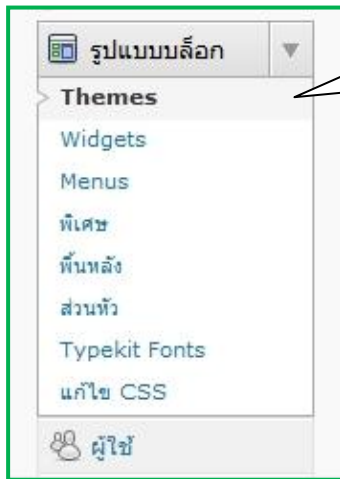 รูปแบบบล็อก
Themes
Widgets
Menus
พิเศษ
พื้นหลัง
ส่วนหัว
Typekit Fonts
แก้ไข CSS
ผู้ใช้